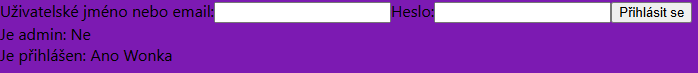 Uživatelské jméno nebo email: Heslo: Přihlásit se
Je admin: Ne
Je přihlášen: Ano Wonka